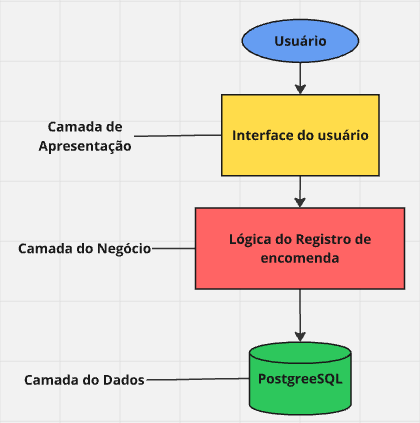 Usuário
Camada de
Apresentação
Interface do usuário
Camada do Negócio
Lógica do Registro de
encomenda
Camada do Dados
PostgreeSQL